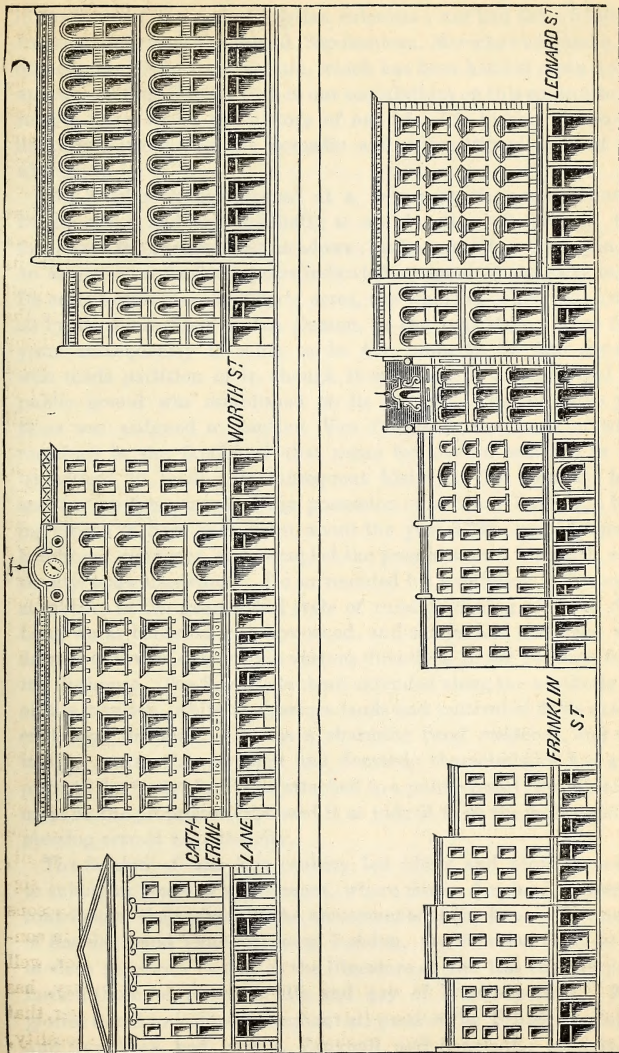 CATH-
ERINE
LANE
WORTH ST.
FRANKLIN
ST.
LEONARD ST.